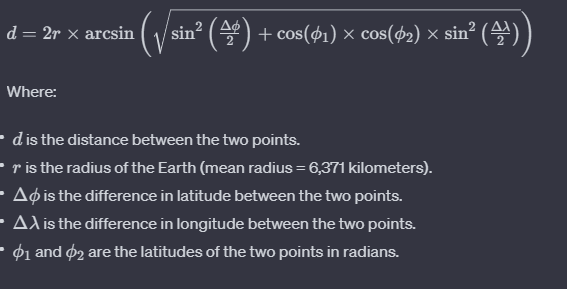 d = 2r × arcsin (√(sin² (Δϕ/2) + cos(ϕ₁) × cos(ϕ₂) × sin² (Δλ/2)))
Where:
• d is the distance between the two points.
• r is the radius of the Earth (mean radius = 6,371 kilometers).
• Δϕ is the difference in latitude between the two points.
• Δλ is the difference in longitude between the two points.
• ϕ₁ and ϕ₂ are the latitudes of the two points in radians.